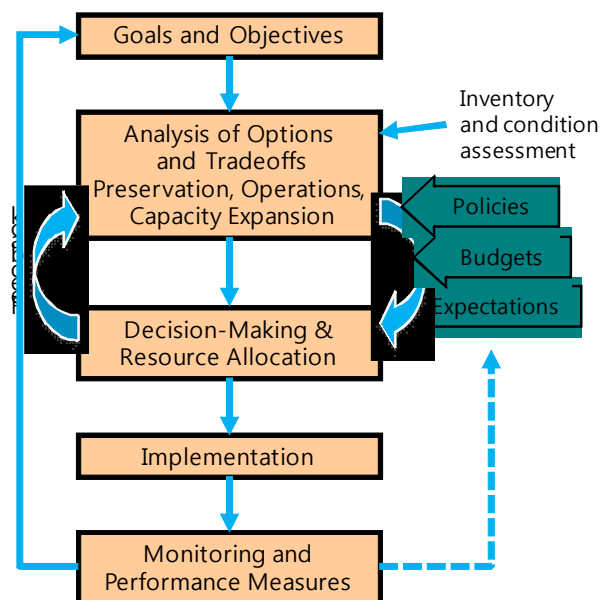 Goals and Objectives
Inventory
and condition
assessment
Analysis of Options
and Tradeoffs
Preservation, Operations,
Capacity Expansion
Policies
Budgets
Expectations
Decision-Making &
Resource Allocation
Implementation
Monitoring and
Performance Measures